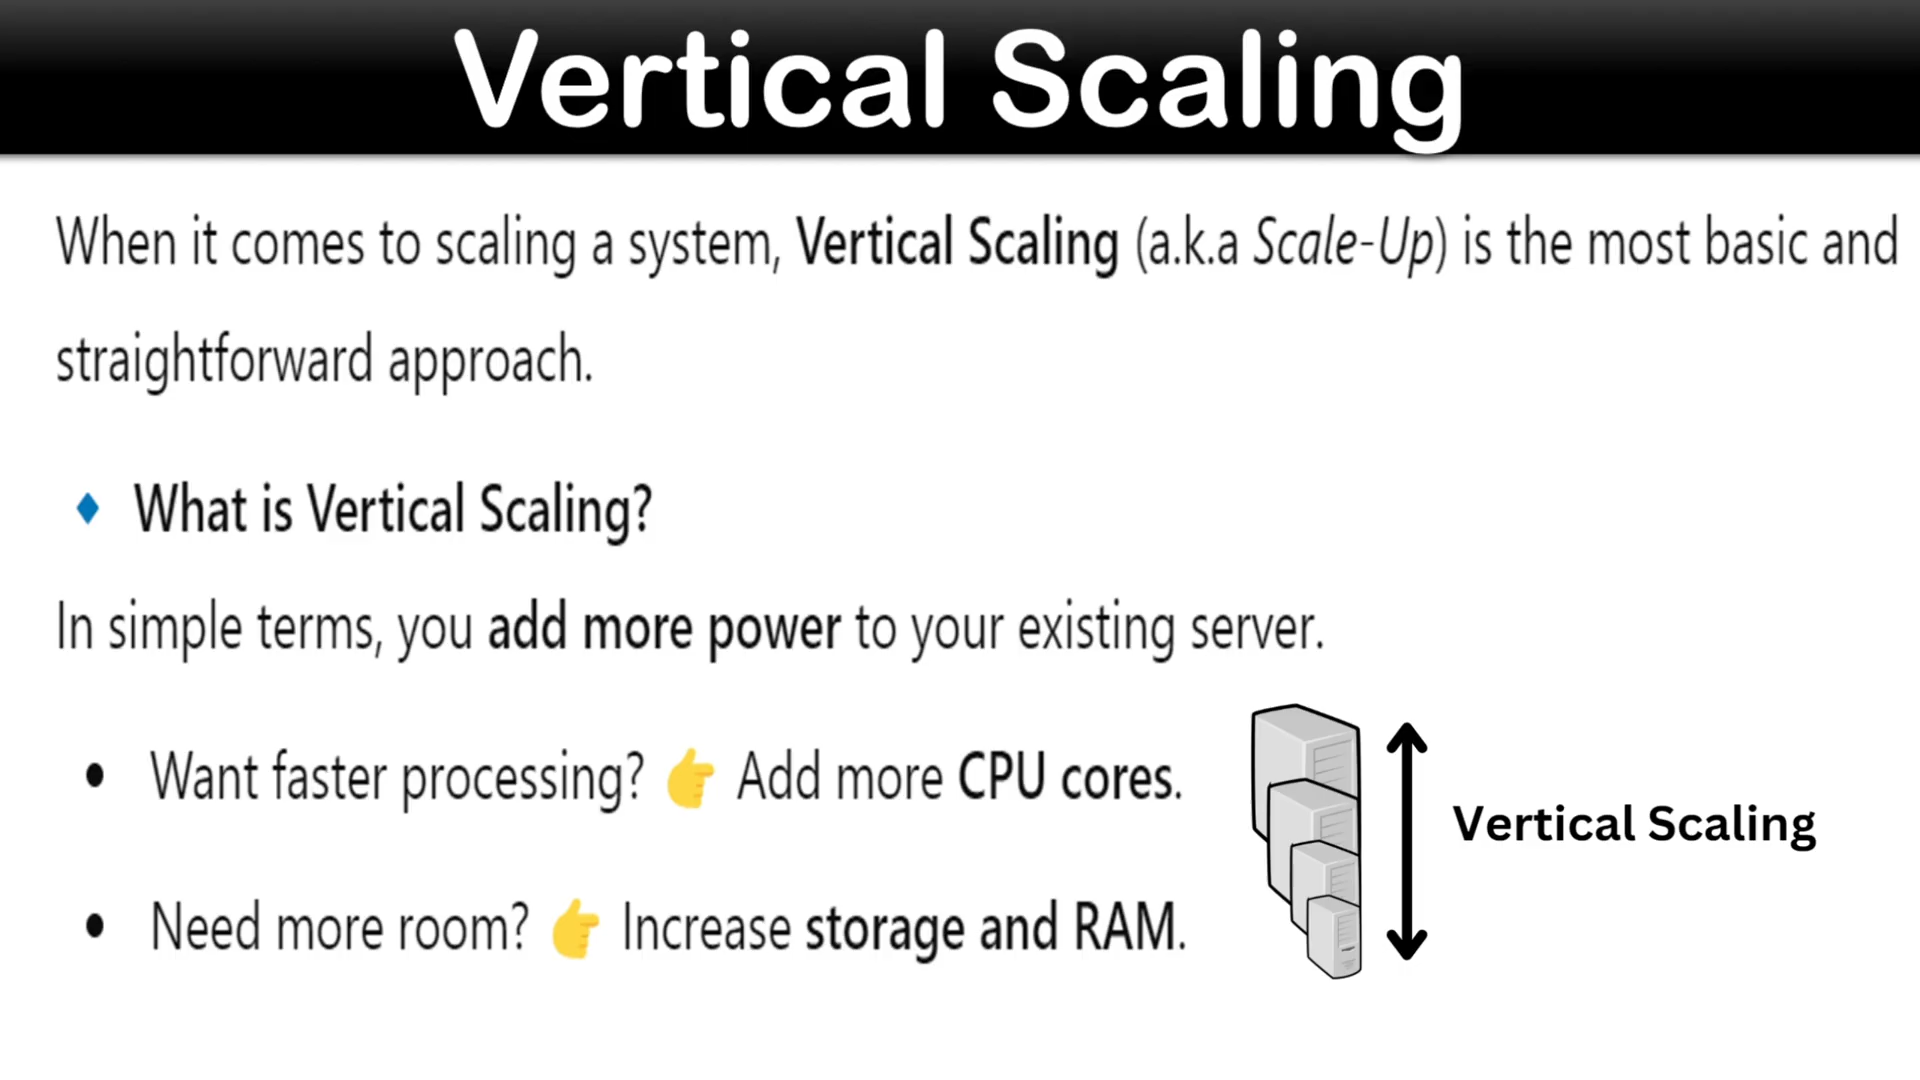 Vertical Scaling
When it comes to scaling a system, Vertical Scaling (a.k.a Scale-Up) is the most basic and
straightforward approach.
What is Vertical Scaling?
In simple terms, you add more power to your existing server.
• Want faster processing? 👉 Add more CPU cores.
• Need more room? 👉 Increase storage and RAM.
Vertical Scaling